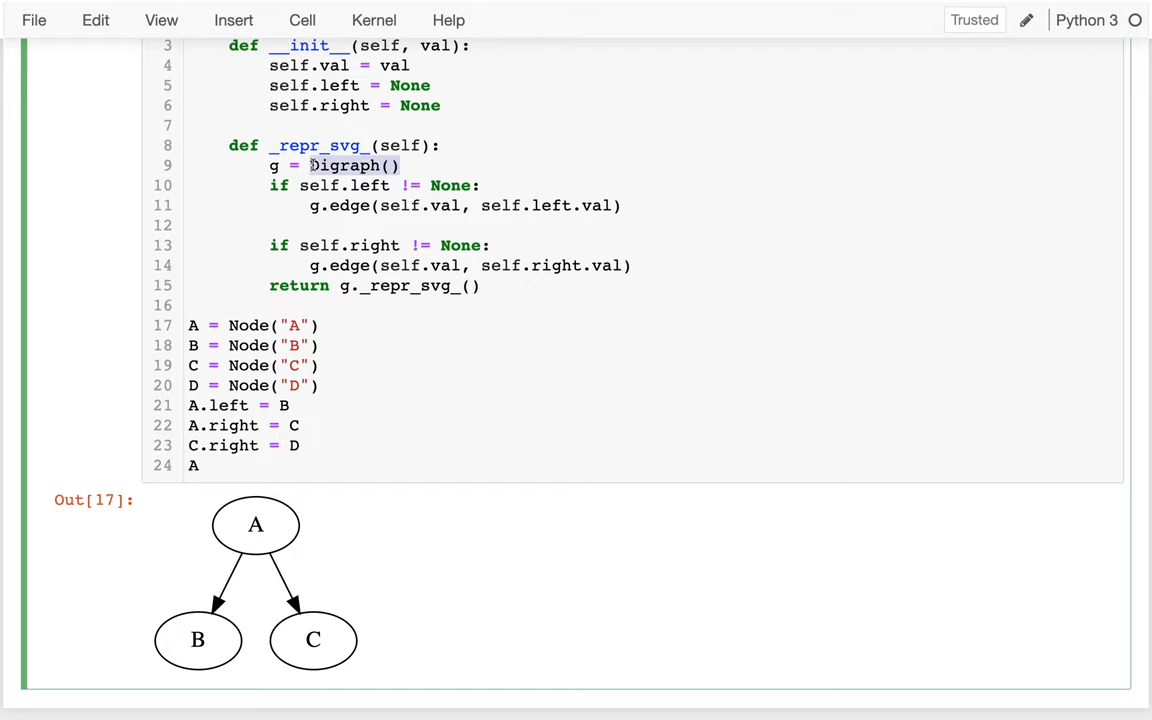 File Edit View Insert Cell Kernel Help Trusted Python 3
3 def __init__(self, val):
4 self.val = val
5 self.left = None
6 self.right = None
7
8 def _repr_svg_(self):
9 g = Digraph()
10 if self.left != None:
11 g.edge(self.val, self.left.val)
12
13 if self.right != None:
14 g.edge(self.val, self.right.val)
15 return g._repr_svg_()
16
17 A = Node("A")
18 B = Node("B")
19 C = Node("C")
20 D = Node("D")
21 A.left = B
22 A.right = C
23 C.right = D
24 A
Out[17]:
A
B C